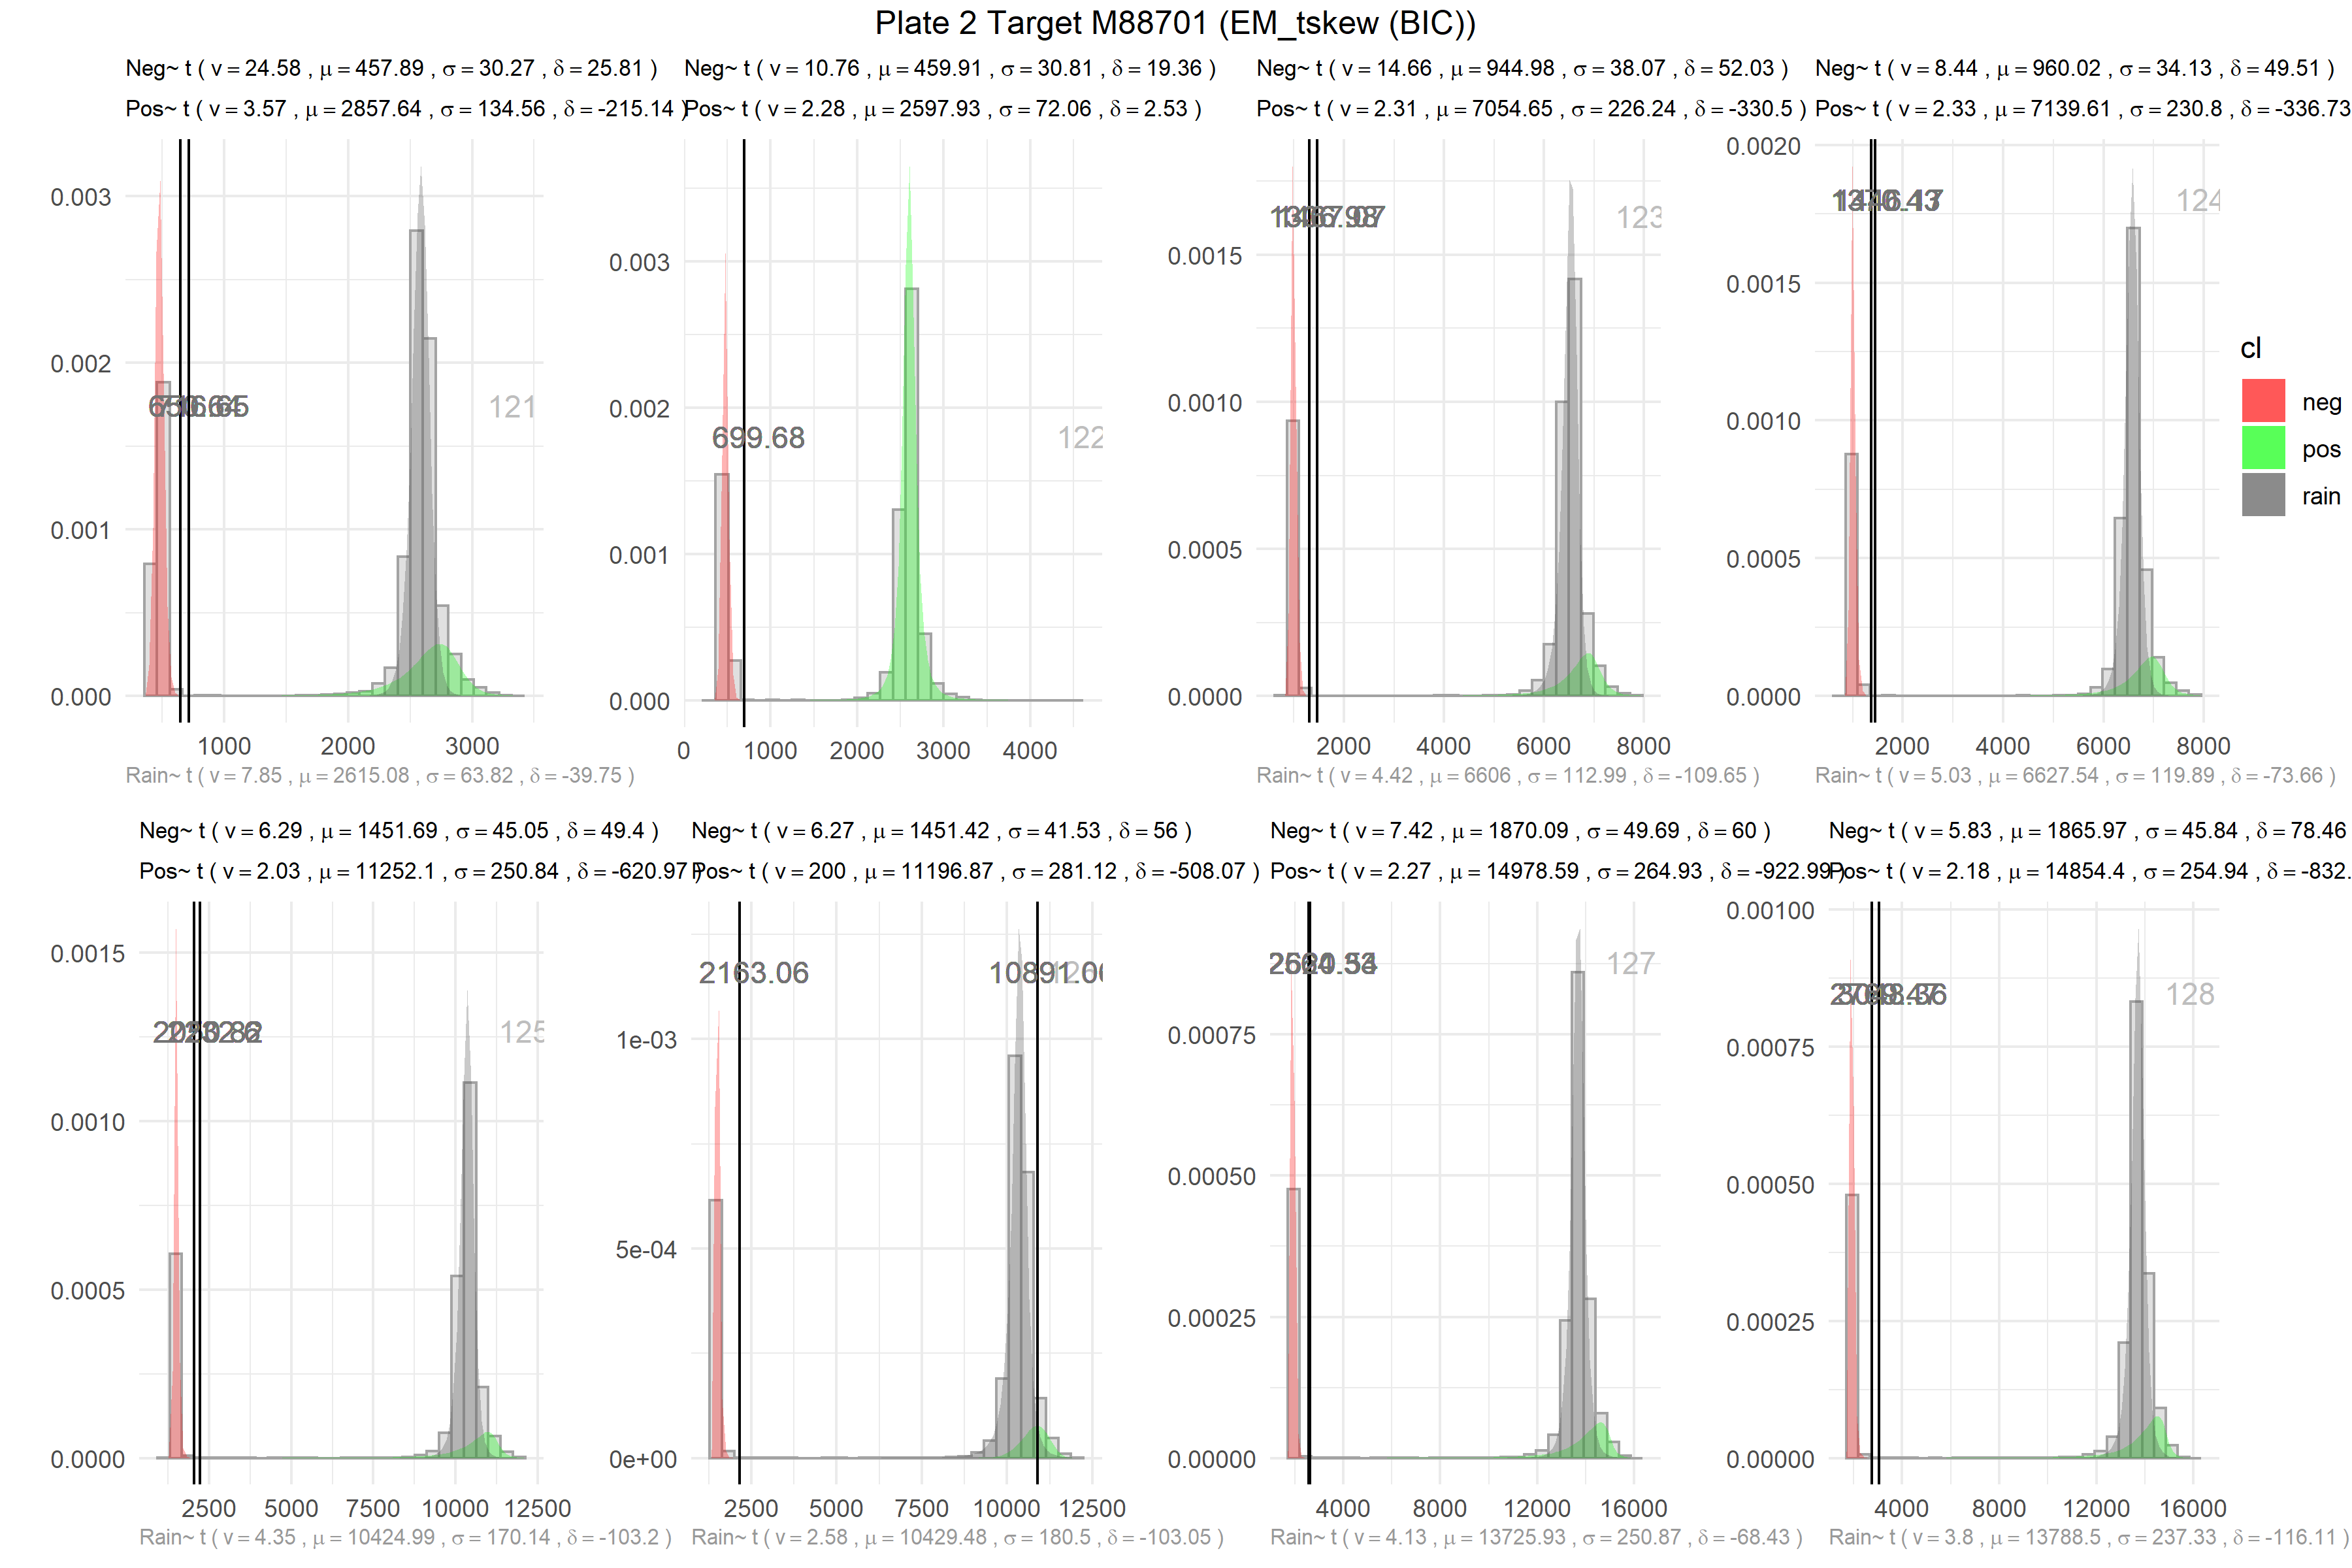 Plate 2 Target M88701 (EM_tskew (BIC))
Neg~ t ( v = 24.58 , μ = 457.89 , σ = 30.27 , δ = 25.81 )
Pos~ t ( v = 3.57 , μ = 2857.64 , σ = 134.56 , δ = -215.14 )
0.003
0.002
0.001
0.000
121
1000 2000 3000
Rain~ t ( v = 7.85 , μ = 2615.08 , σ = 63.82 , δ = -39.75 )
Neg~ t ( v = 10.76 , μ = 459.91 , σ = 30.81 , δ = 19.36 )
Pos~ t ( v = 2.28 , μ = 2597.93 , σ = 72.06 , δ = 2.53 )
0.003
0.002
0.001
0.000
699.68
122
0 1000 2000 3000 4000
Neg~ t ( v = 14.66 , μ = 944.98 , σ = 38.07 , δ = 52.03 )
Pos~ t ( v = 2.31 , μ = 7054.65 , σ = 226.24 , δ = -330.5 )
0.0015
0.0010
0.0005
0.0000
123
2000 4000 6000 8000
Rain~ t ( v = 4.42 , μ = 6606 , σ = 112.99 , δ = -109.65 )
Neg~ t ( v = 8.44 , μ = 960.02 , σ = 34.13 , δ = 49.51 )
Pos~ t ( v = 2.33 , μ = 7139.61 , σ = 230.8 , δ = -336.73
0.0020
0.0015
0.0010
0.0005
0.0000
124
2000 4000 6000 8000
Rain~ t ( v = 5.03 , μ = 6627.54 , σ = 119.89 , δ = -73.66 )
cl
neg
pos
rain
Neg~ t ( v = 6.29 , μ = 1451.69 , σ = 45.05 , δ = 49.4 )
Pos~ t ( v = 2.03 , μ = 11252.1 , σ = 250.84 , δ = -620.97 )
0.0015
0.0010
0.0005
0.0000
125
2500 5000 7500 10000 12500
Rain~ t ( v = 4.35 , μ = 10424.99 , σ = 170.14 , δ = -103.2 )
Neg~ t ( v = 6.27 , μ = 1451.42 , σ = 41.53 , δ = 56 )
Pos~ t ( v = 200 , μ = 11196.87 , σ = 281.12 , δ = -508.07 )
1e-03
5e-04
0e+00
2163.06
2500 5000 7500 10000 12500
Rain~ t ( v = 2.58 , μ = 10429.48 , σ = 180.5 , δ = -103.05 )
Neg~ t ( v = 7.42 , μ = 1870.09 , σ = 49.69 , δ = 60 )
Pos~ t ( v = 2.27 , μ = 14978.59 , σ = 264.93 , δ = -922.99 )
0.00075
0.00050
0.00025
0.00000
127
4000 8000 12000 16000
Rain~ t ( v = 4.13 , μ = 13725.93 , σ = 250.87 , δ = -68.43 )
Neg~ t ( v = 5.83 , μ = 1865.97 , σ = 45.84 , δ = 78.46
Pos~ t ( v = 2.18 , μ = 14854.4 , σ = 254.94 , δ = -832.
0.00100
0.00075
0.00050
0.00025
0.00000
128
4000 8000 12000 16000
Rain~ t ( v = 3.8 , μ = 13788.5 , σ = 237.33 , δ = -116.11 )